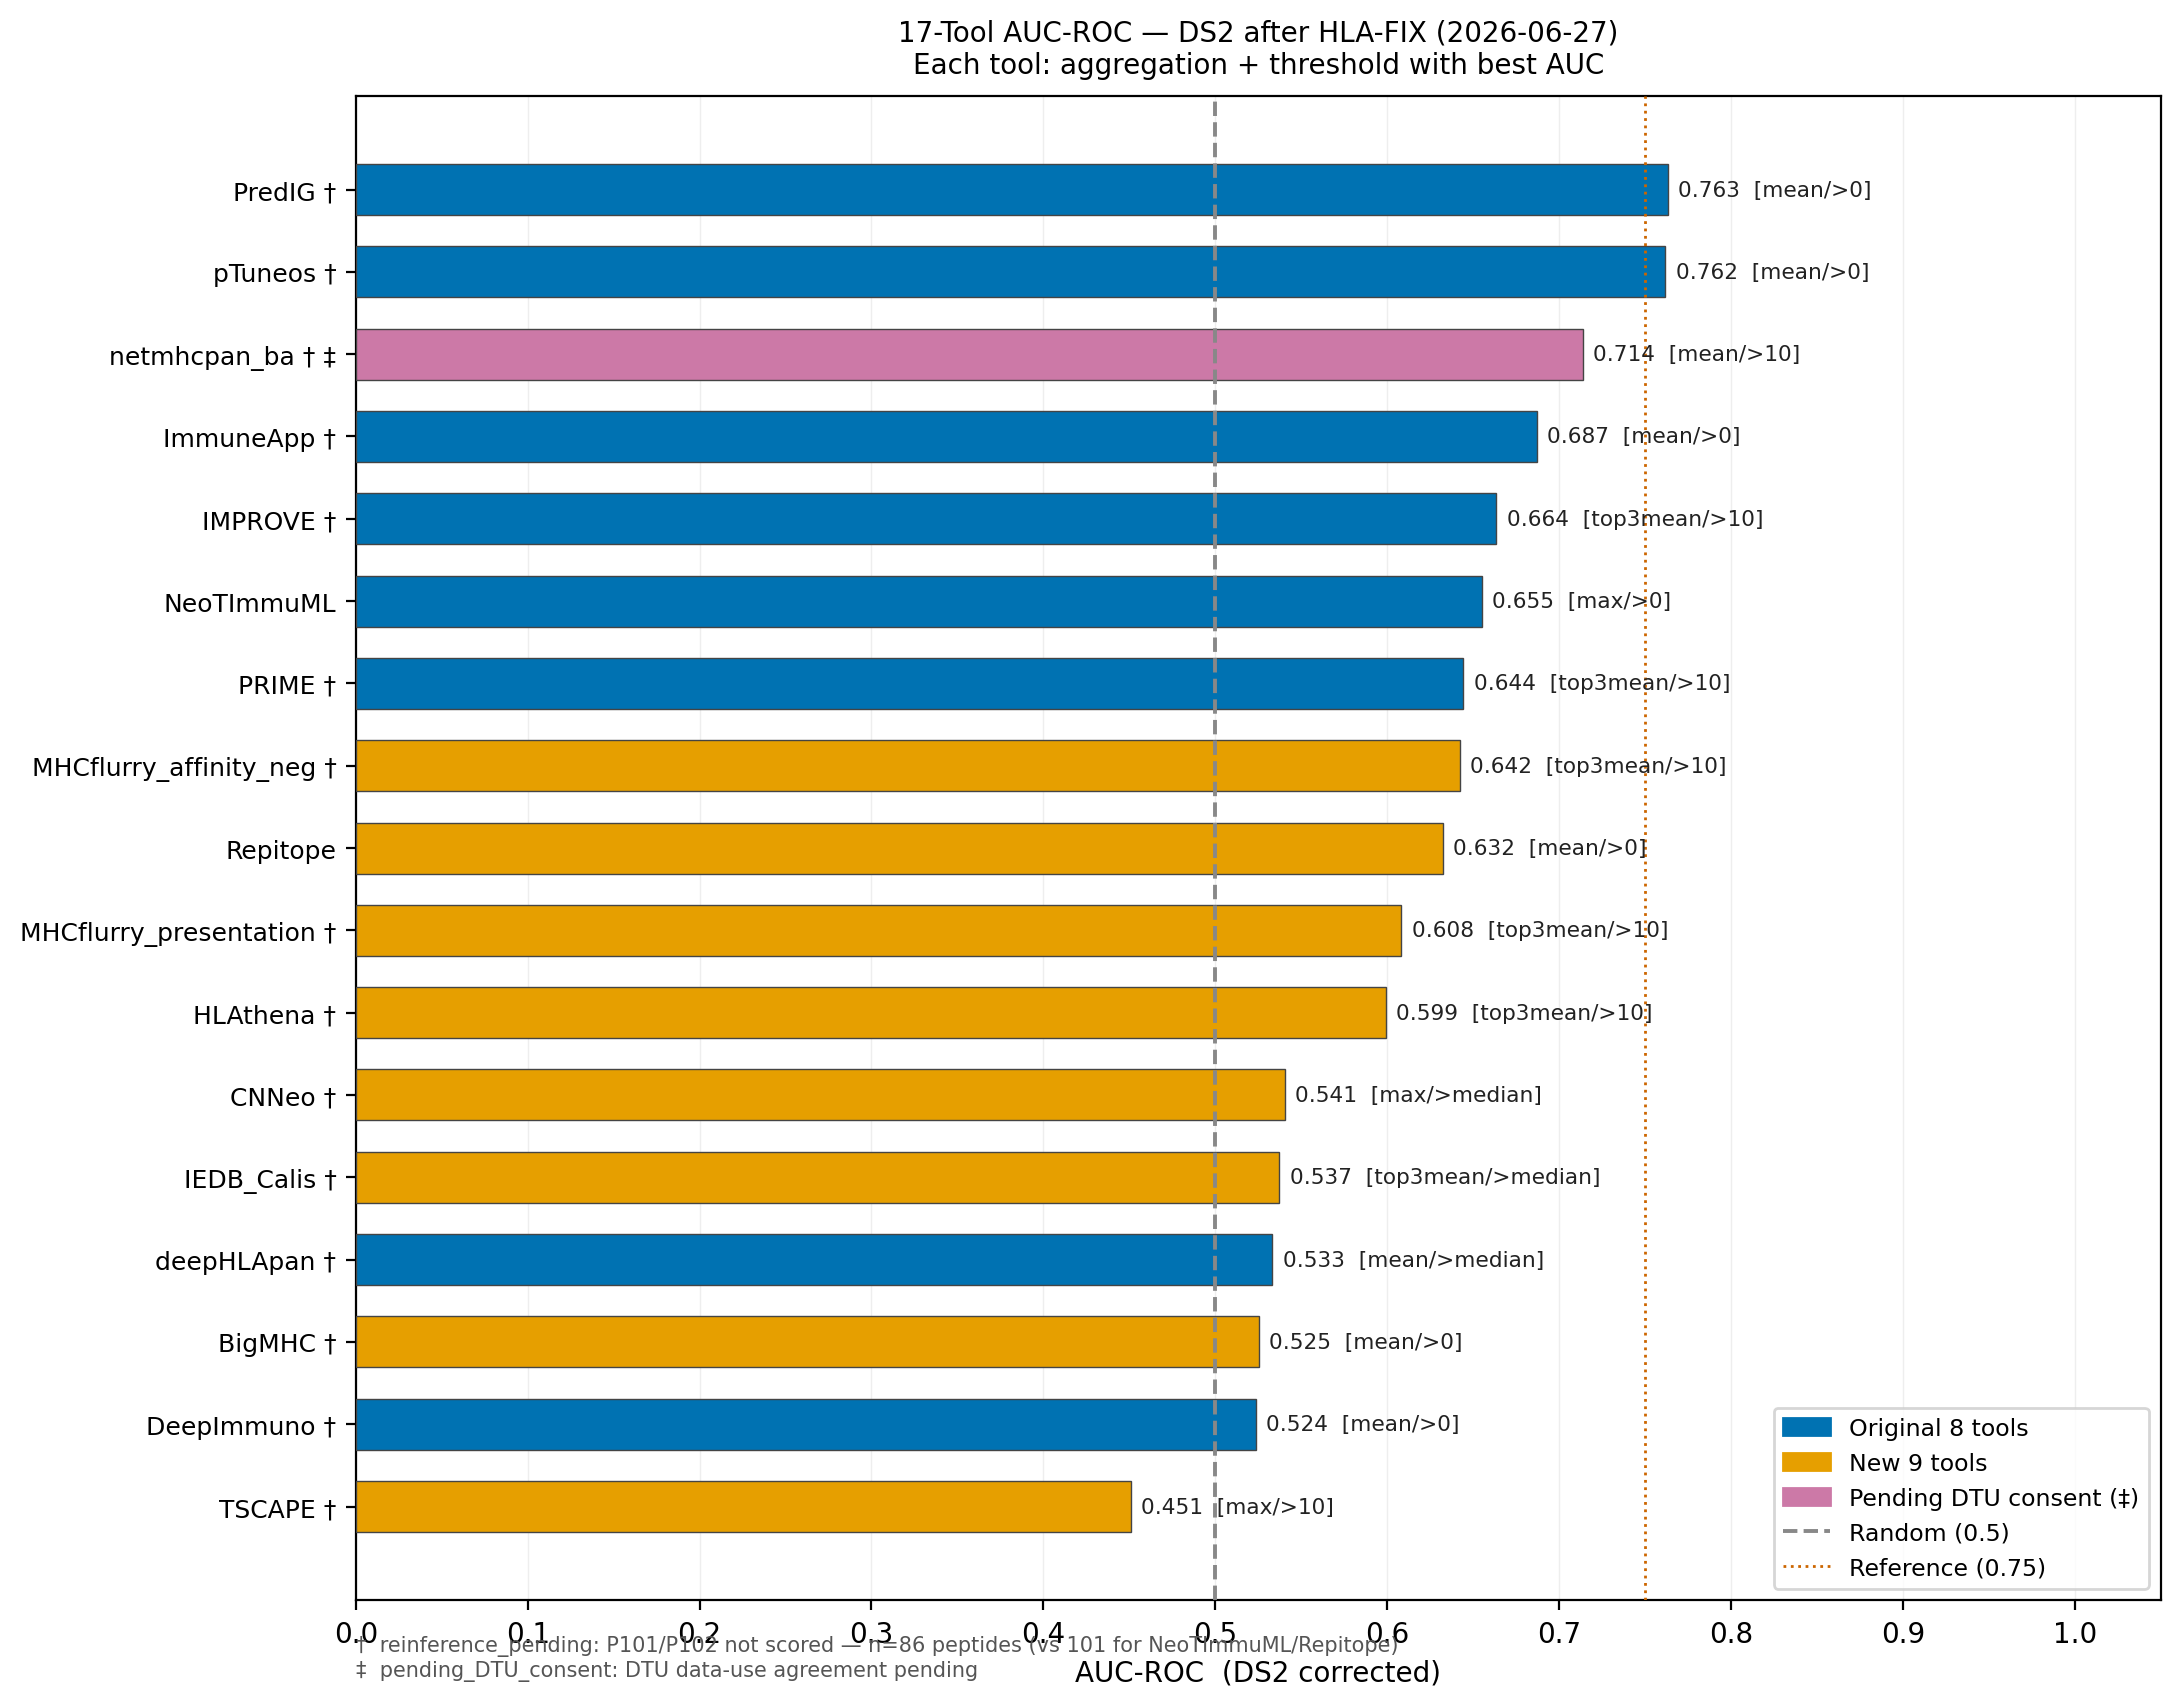 17-Tool AUC-ROC — DS2 after HLA-FIX (2026-06-27)
Each tool: aggregation + threshold with best AUC
PredIG † 0.763 [mean/>0]
pTuneos † 0.762 [mean/>0]
netmhcpan_ba † ‡ 0.714 [mean/>10]
ImmuneApp † 0.687 [mean/>0]
IMPROVE † 0.664 [top3mean/>10]
NeoTImmuML 0.655 [max/>0]
PRIME † 0.644 [top3mean/>10]
MHCflurry_affinity_neg † 0.642 [top3mean/>10]
Repitope 0.632 [mean/>0]
MHCflurry_presentation † 0.608 [top3mean/>10]
HLAthena † 0.599 [top3mean/>10]
CNNeo † 0.541 [max/>median]
IEDB_Calis † 0.537 [top3mean/>median]
deepHLApan † 0.533 [mean/>median]
BigMHC † 0.525 [mean/>0]
DeepImmuno † 0.524 [mean/>0]
TSCAPE † 0.451 [max/>10]
Original 8 tools
New 9 tools
Pending DTU consent (‡)
Random (0.5)
Reference (0.75)
0.0 0.1 0.2 0.3 0.4 0.5 0.6 0.7 0.8 0.9 1.0
† reinference_pending: P101/P102 not scored — n=86 peptides (vs 101 for NeoTImmuML/Repitope)
‡ pending_DTU_consent: DTU data-use agreement pending
AUC-ROC (DS2 corrected)